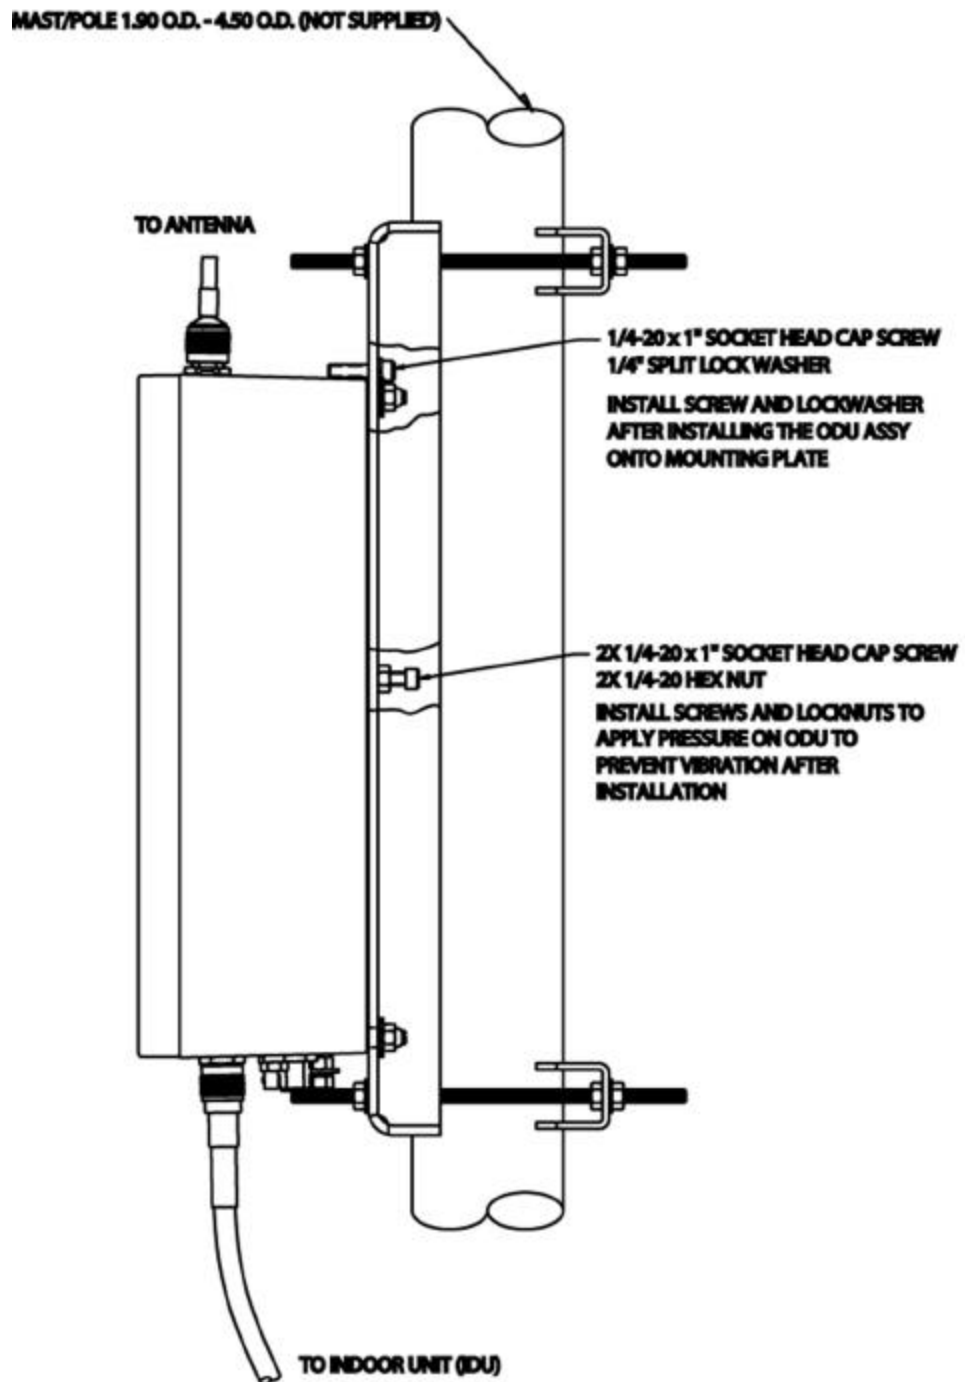 MAST/POLE 1.90 O.D. - 4.50 O.D. (NOT SUPPLIED)
TO ANTENNA
1/4-20 x 1" SOCKET HEAD CAP SCREW
1/4" SPLIT LOCK WASHER
INSTALL SCREW AND LOCKWASHER
AFTER INSTALLING THE ODU ASSY
ONTO MOUNTING PLATE
2X 1/4-20 x 1" SOCKET HEAD CAP SCREW
2X 1/4-20 HEX NUT
INSTALL SCREWS AND LOCKNUTS TO
APPLY PRESSURE ON ODU TO
PREVENT VIBRATION AFTER
INSTALLATION
TO INDOOR UNIT (IDU)